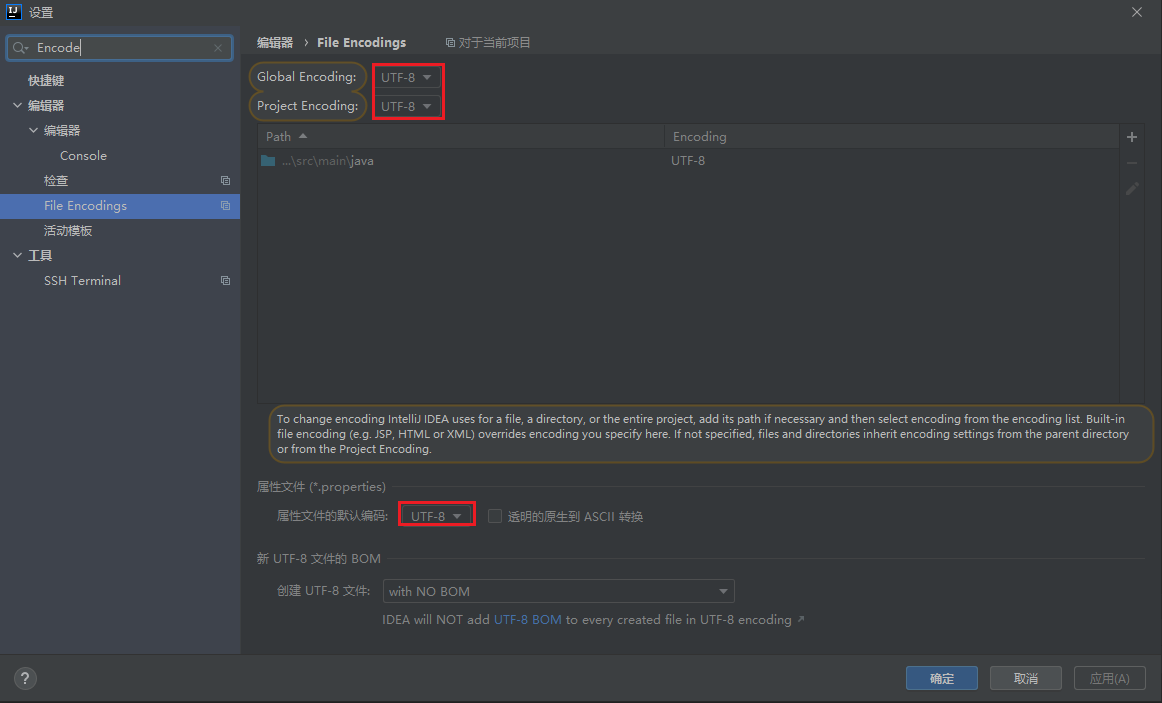 设置
Encode
快捷键
编辑器
编辑器
Console
检查
File Encodings
活动模板
工具
SSH Terminal
编辑器 › File Encodings 对于当前项目
Global Encoding: UTF-8
Project Encoding: UTF-8
Path Encoding
...\src\main\java UTF-8
To change encoding IntelliJ IDEA uses for a file, a directory, or the entire project, add its path if necessary and then select encoding from the encoding list. Built-in
file encoding (e.g. JSP, HTML or XML) overrides encoding you specify here. If not specified, files and directories inherit encoding settings from the parent directory
or from the Project Encoding.
属性文件 (*.properties)
属性文件的默认编码: UTF-8 透明的原生到 ASCII 转换
新 UTF-8 文件的 BOM
创建 UTF-8 文件: with NO BOM
IDEA will NOT add UTF-8 BOM to every created file in UTF-8 encoding ↗
? 确定 取消 应用(A)